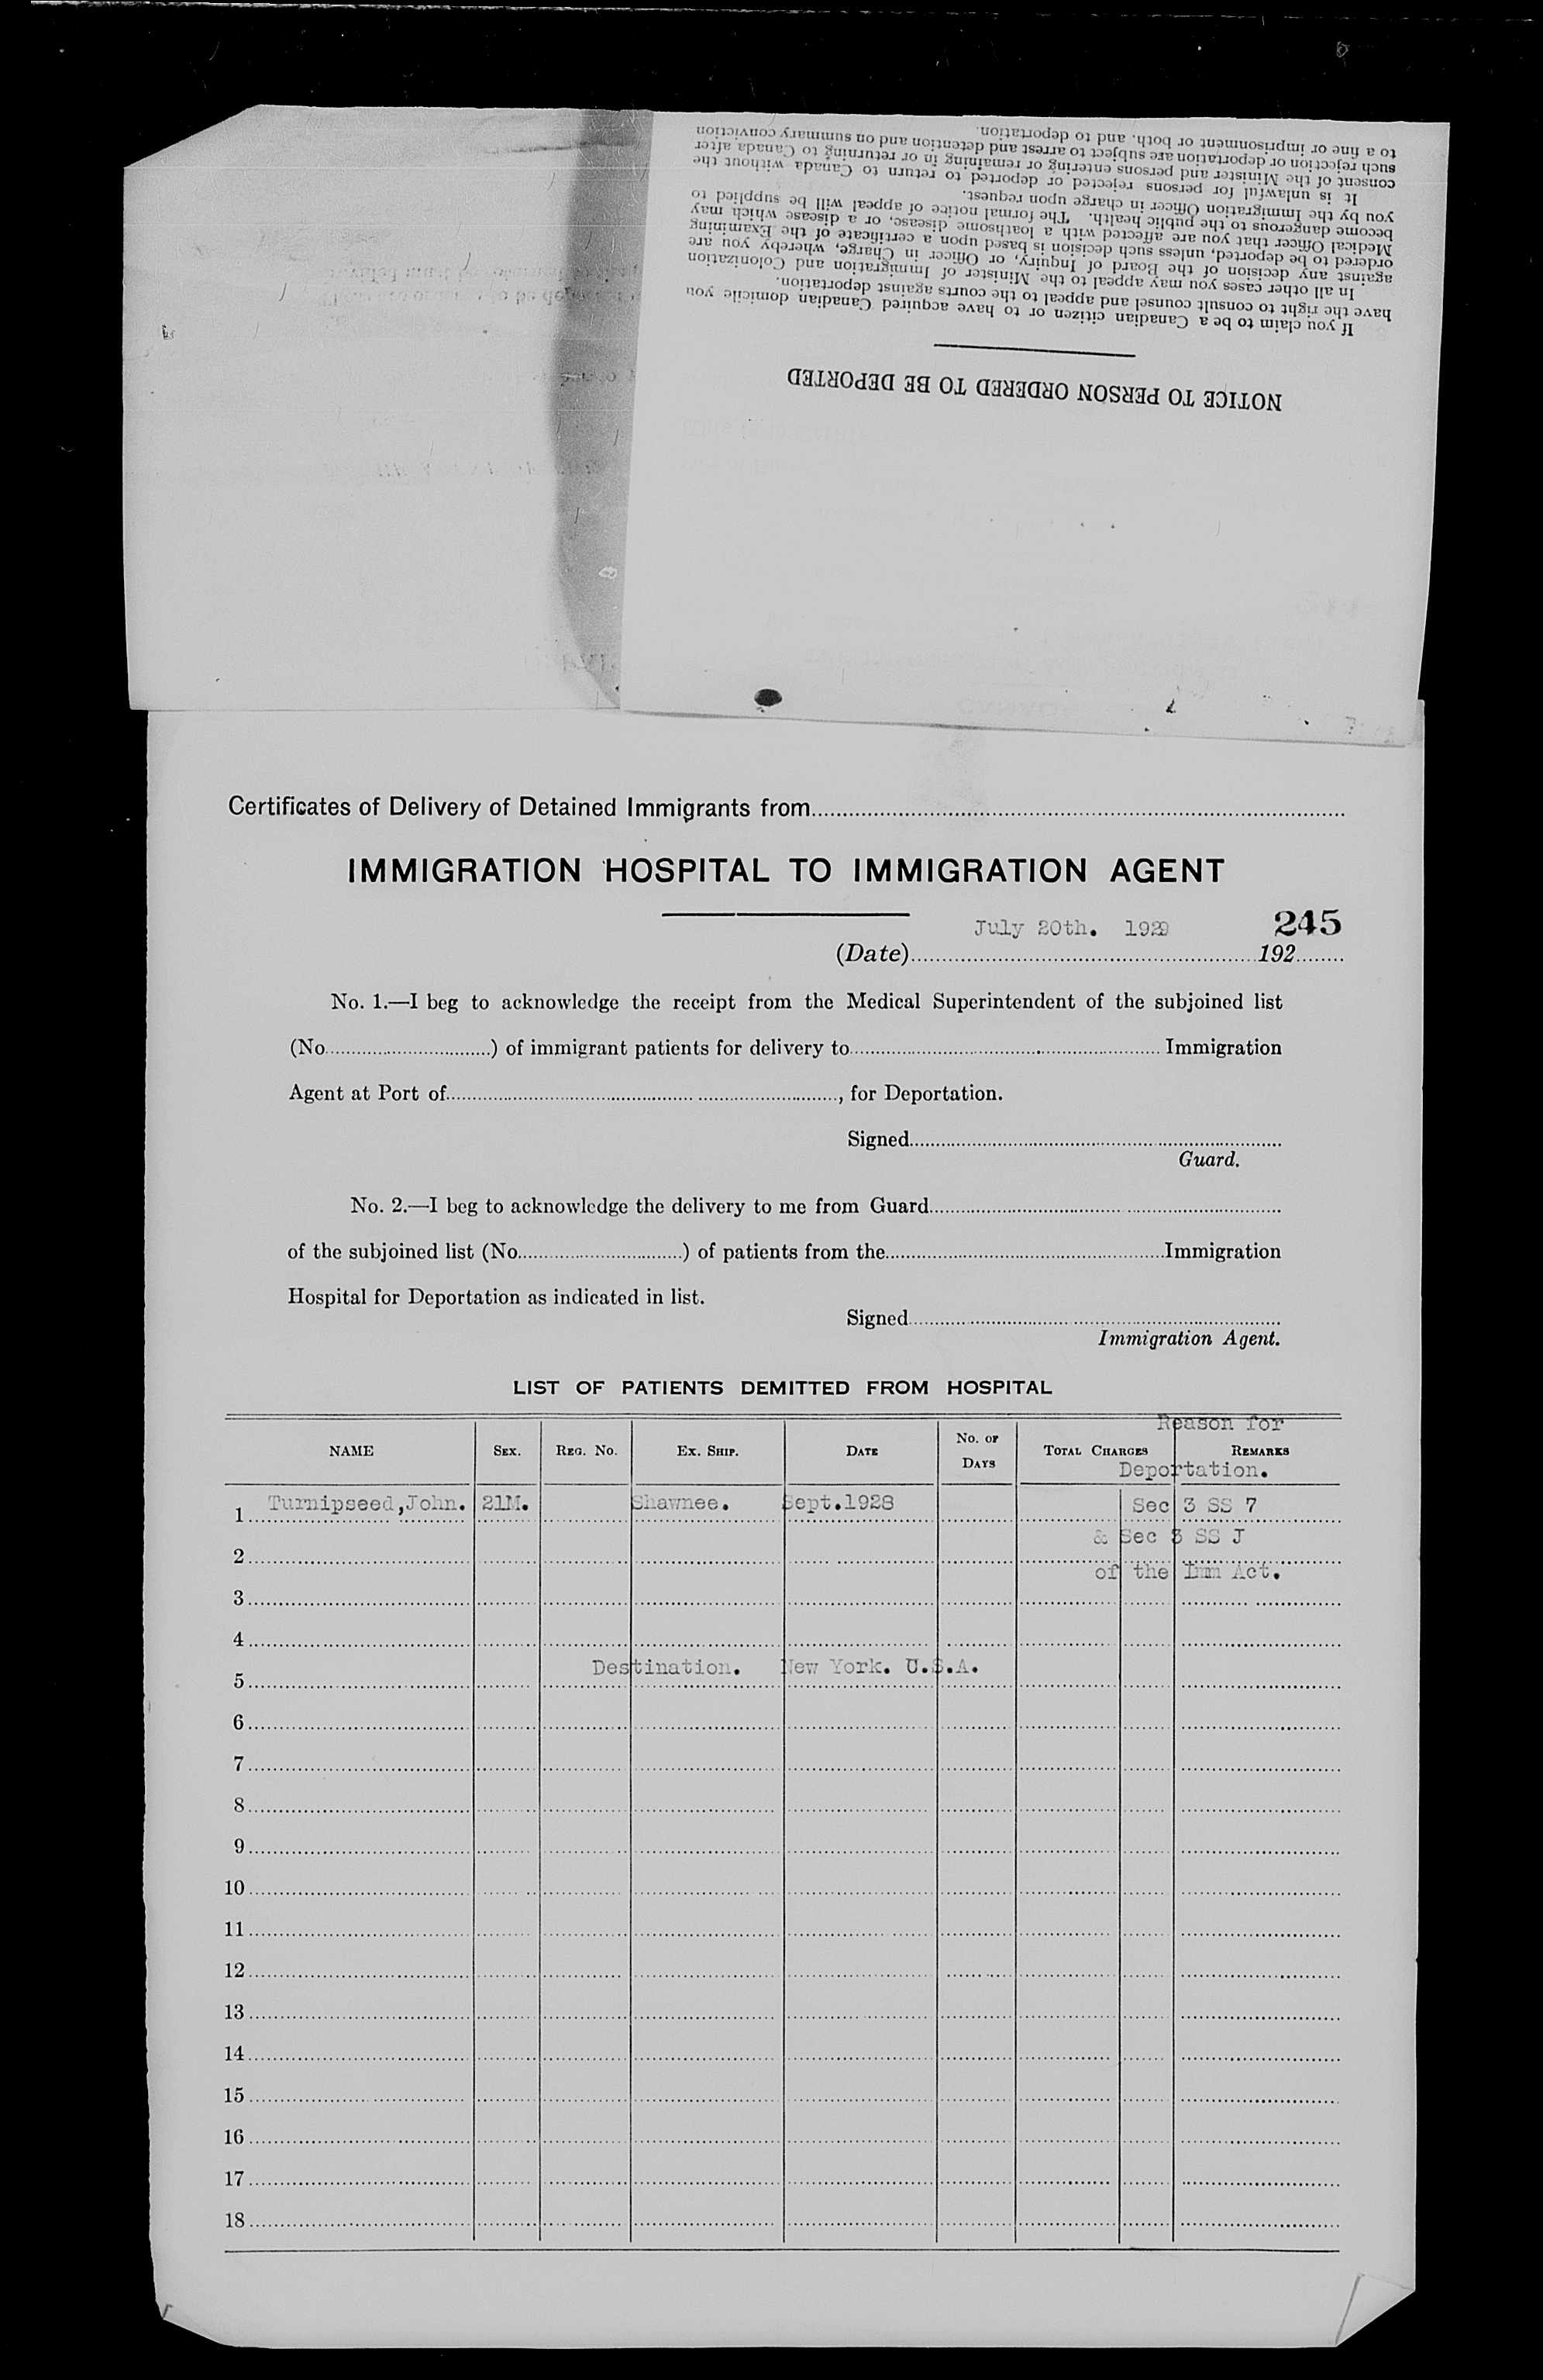 NOTICE TO PERSON ORDERED TO BE DEPORTED
If you claim to be a Canadian citizen or to have acquired Canadian domicile you
have the right to consult counsel and appeal to the courts against deportation.
In all other cases you may appeal to the Minister of Immigration and Colonization
against any decision of the Board of Inquiry, or Officer in Charge, whereby you are
ordered to be deported, unless such decision is based upon a certificate of the Examining
Medical Officer that you are affected with a loathsome disease, or a disease which may
become dangerous to the public health. The formal notice of appeal will be supplied to
you by the Immigration Officer in charge upon request.
It is unlawful for persons rejected or deported to return to Canada without the
consent of the Minister and persons entering or remaining in or returning to Canada after
such rejection or deportation are subject to arrest and detention and on summary conviction
to a fine or imprisonment or both, and to deportation.
Certificates of Delivery of Detained Immigrants from
IMMIGRATION HOSPITAL TO IMMIGRATION AGENT
July 20th. 1929 245
(Date) 192
No. 1.—I beg to acknowledge the receipt from the Medical Superintendent of the subjoined list
(No. ) of immigrant patients for delivery to Immigration
Agent at Port of , for Deportation.
Signed
Guard.
No. 2.—I beg to acknowledge the delivery to me from Guard
of the subjoined list (No. ) of patients from the Immigration
Hospital for Deportation as indicated in list.
Signed
Immigration Agent.
LIST OF PATIENTS DEMITTED FROM HOSPITAL
Reason for
NAME SEX. REG. No. EX. SHIP. DATE No. OF DAYS TOTAL CHARGES REMARKS
Deportation.
1 Turnipseed,John. 21M. Shawnee. Sept.1928 Sec 3 SS 7
& Sec 3 SS J
2
of the Imm Act.
3
4
Destination. New York. U.S.A.
5
6
7
8
9
10
11
12
13
14
15
16
17
18